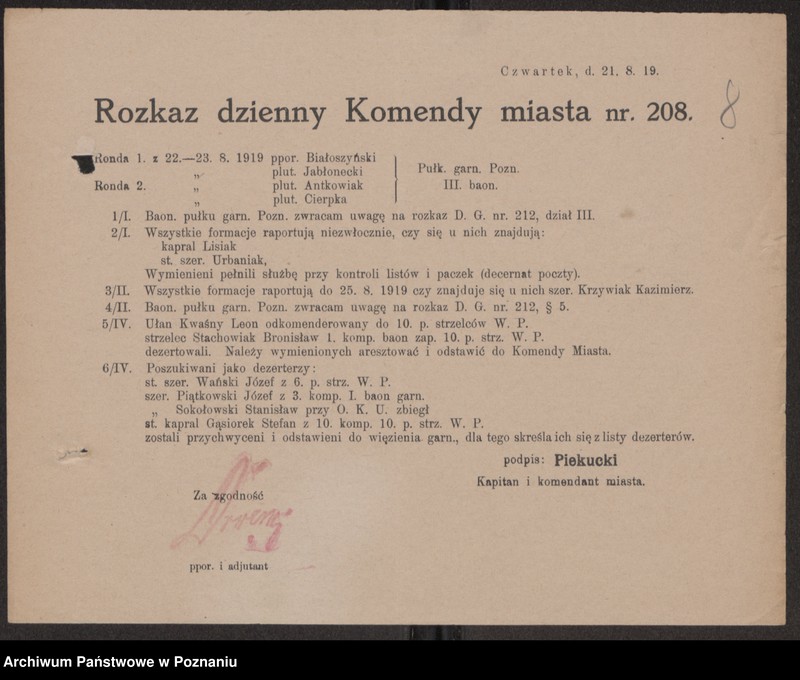 Czwartek, d. 21. 8. 19.
Rozkaz dzienny Komendy miasta nr. 208.
8
Ronda 1. z 22.—23. 8. 1919 ppor. Białoszyński
„ plut. Jabłonecki
Pułk. garn. Pozn.
Ronda 2. „ plut. Antkowiak
III. baon.
„ plut. Cierpka
1/I. Baon. pułku garn. Pozn. zwracam uwagę na rozkaz D. G. nr. 212, dział III.
2/I. Wszystkie formacje raportują niezwłocznie, czy się u nich znajdują:
kapral Lisiak
st. szer. Urbaniak,
Wymienieni pełnili służbę przy kontroli listów i paczek (decernat poczty).
3/II. Wszystkie formacje raportują do 25. 8. 1919 czy znajduje się u nich szer. Krzywiak Kazimierz.
4/II. Baon. pułku garn. Pozn. zwracam uwagę na rozkaz D. G. nr. 212, § 5.
5/IV. Ułan Kwaśny Leon odkomenderowany do 10. p. strzelców W. P.
strzelec Stachowiak Bronisław 1. komp. baon zap. 10. p. strz. W. P.
dezertowali. Należy wymienionych aresztować i odstawić do Komendy Miasta.
6/IV. Poszukiwani jako dezerterzy:
st. szer. Wański Józef z 6. p. strz. W. P.
szer. Piątkowski Józef z 3. komp. I. baon garn.
„ Sokołowski Stanisław przy O. K. U. zbiegł
st. kapral Gąsiorek Stefan z 10. komp. 10. p. strz. W. P.
zostali przychwyceni i odstawieni do więzienia garn., dla tego skreśla ich się z listy dezerterów.
podpis: Piekucki
Kapitan i komendant miasta.
Za zgodność
ppor. i adjutant
Archiwum Państwowe w Poznaniu